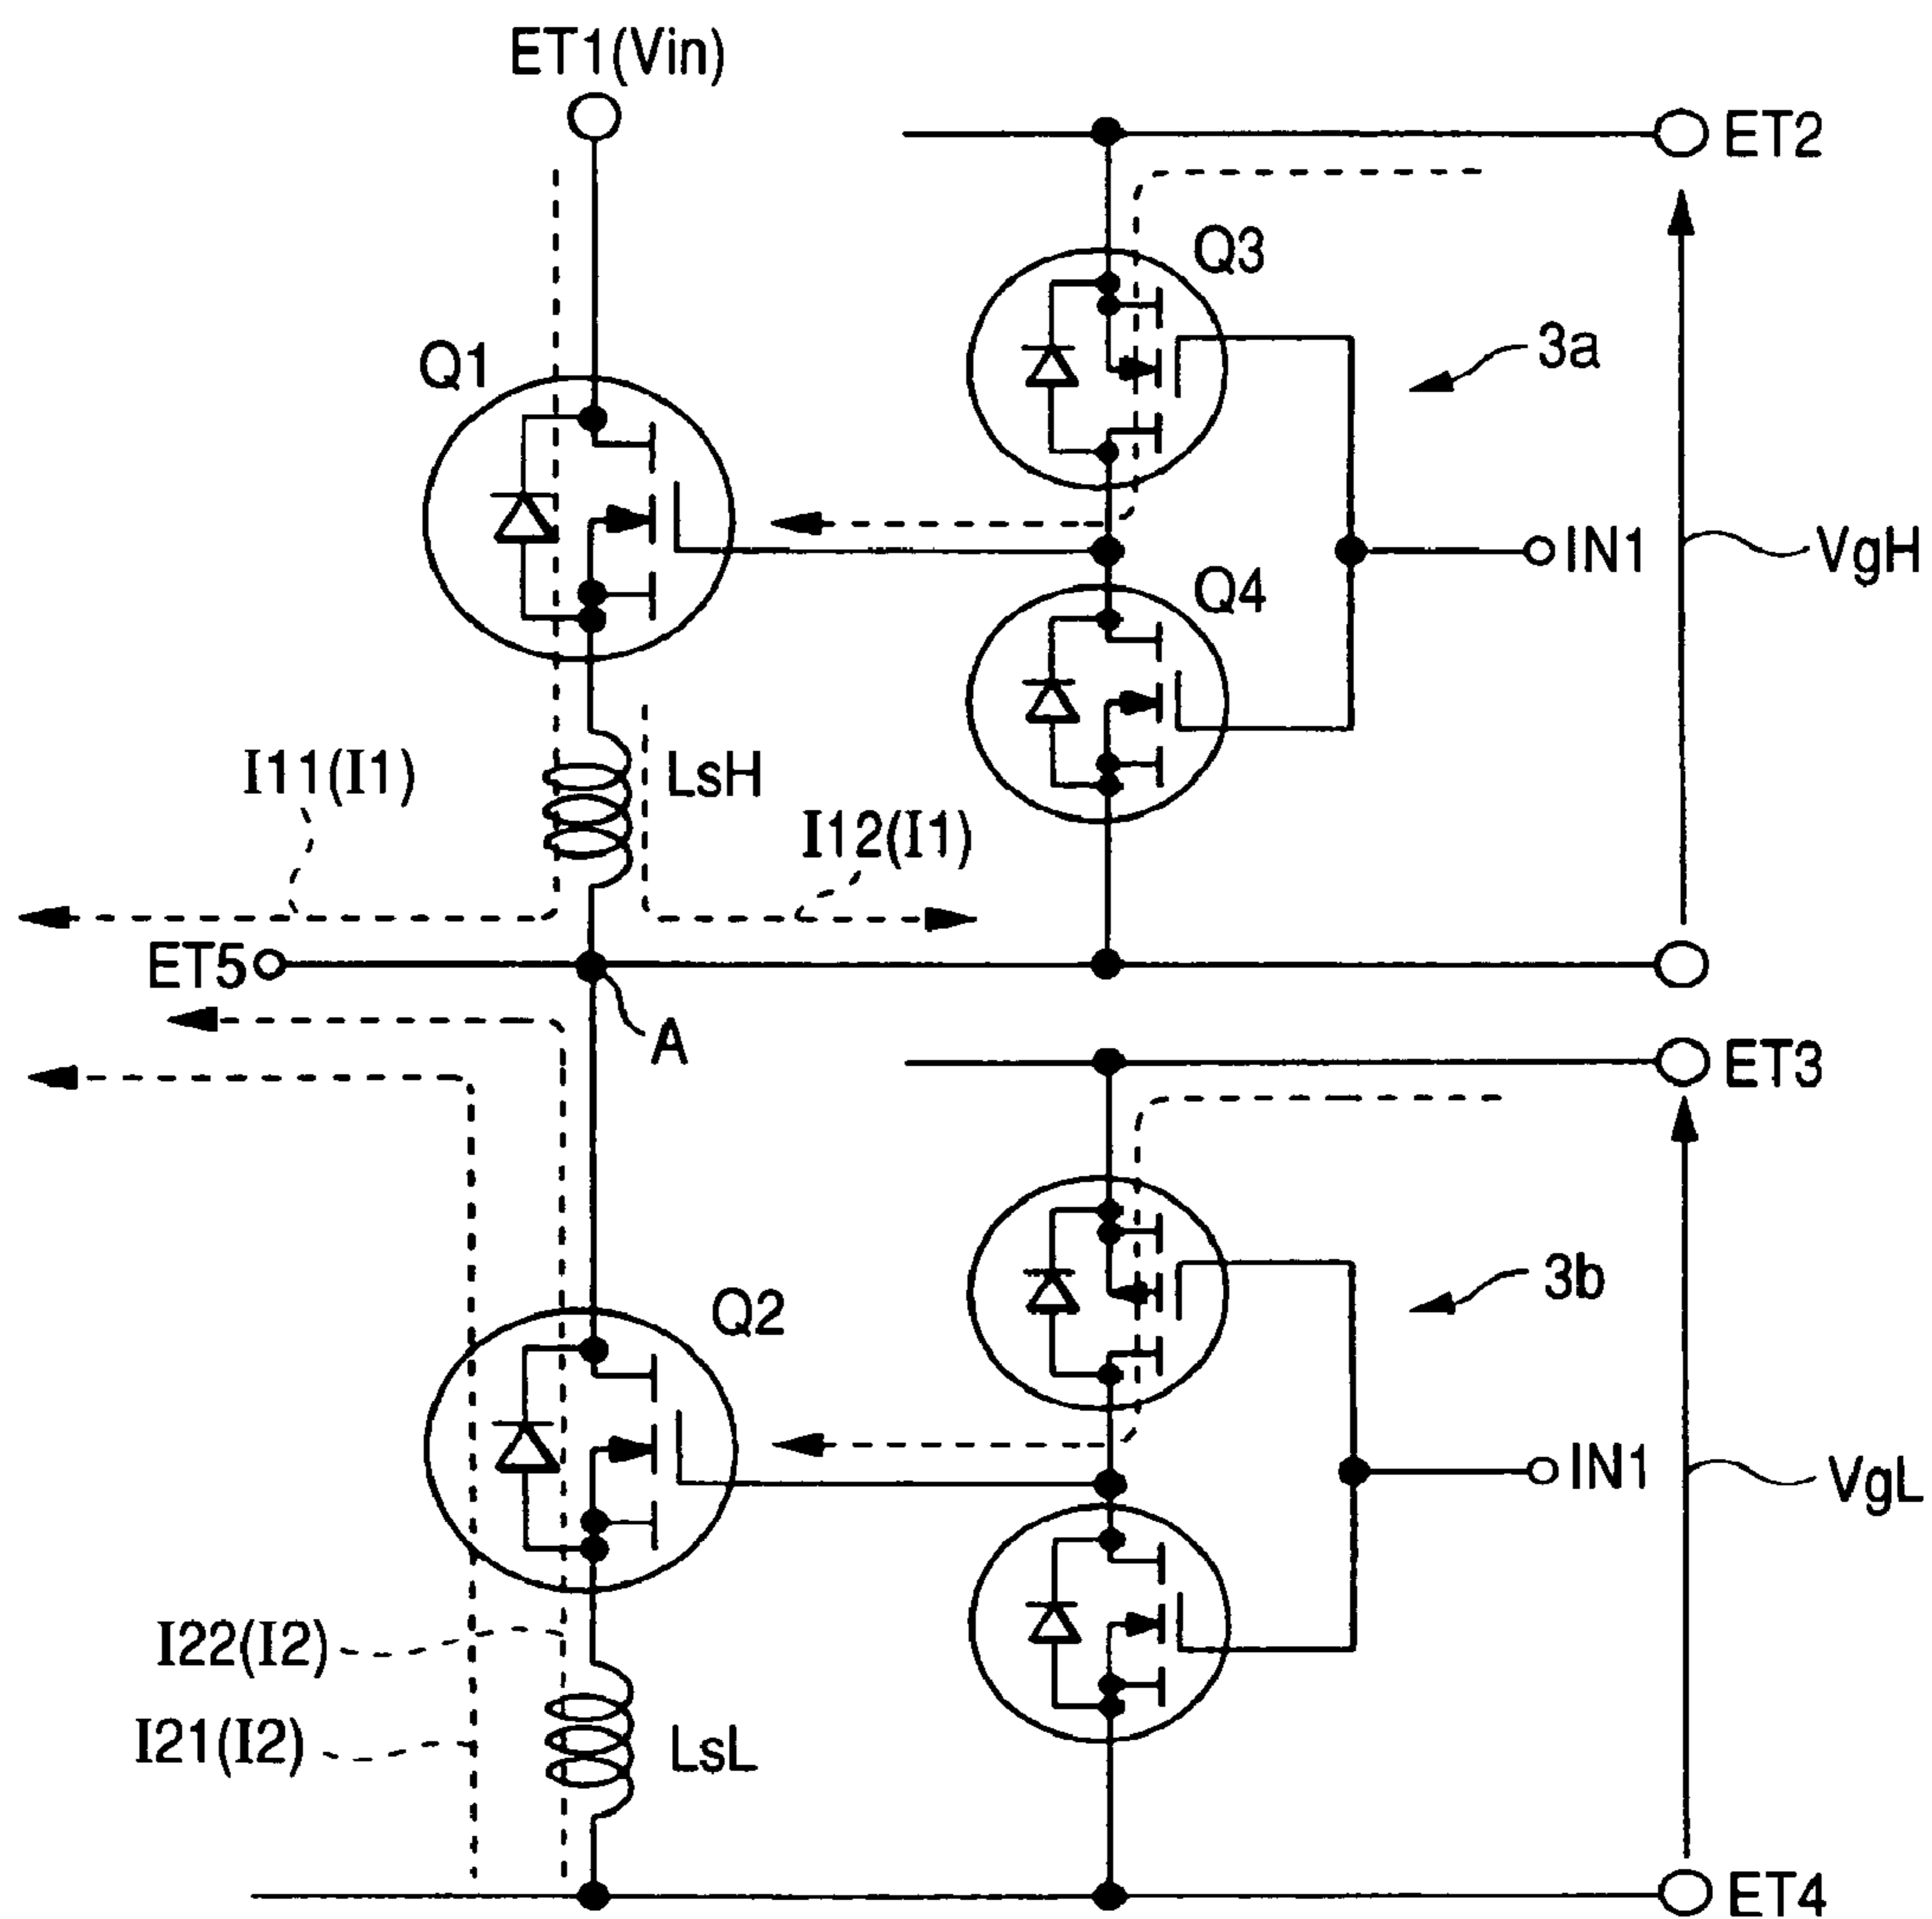 ET1(Vin)
ET2
Q3
Q1
3a
IN1
VgH
Q4
I11(I1)
LsH
I12(I1)
ET5
A
ET3
3b
Q2
IN1
VgL
I22(I2)
I21(I2)
LsL
ET4